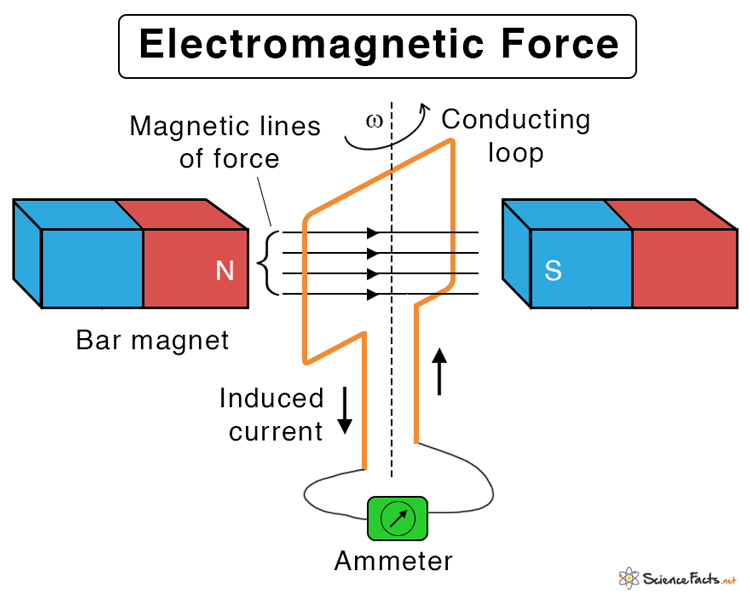 Electromagnetic Force
Magnetic lines
of force
ω
Conducting
loop
N
S
Bar magnet
Induced
current
Ammeter
ScienceFacts.net